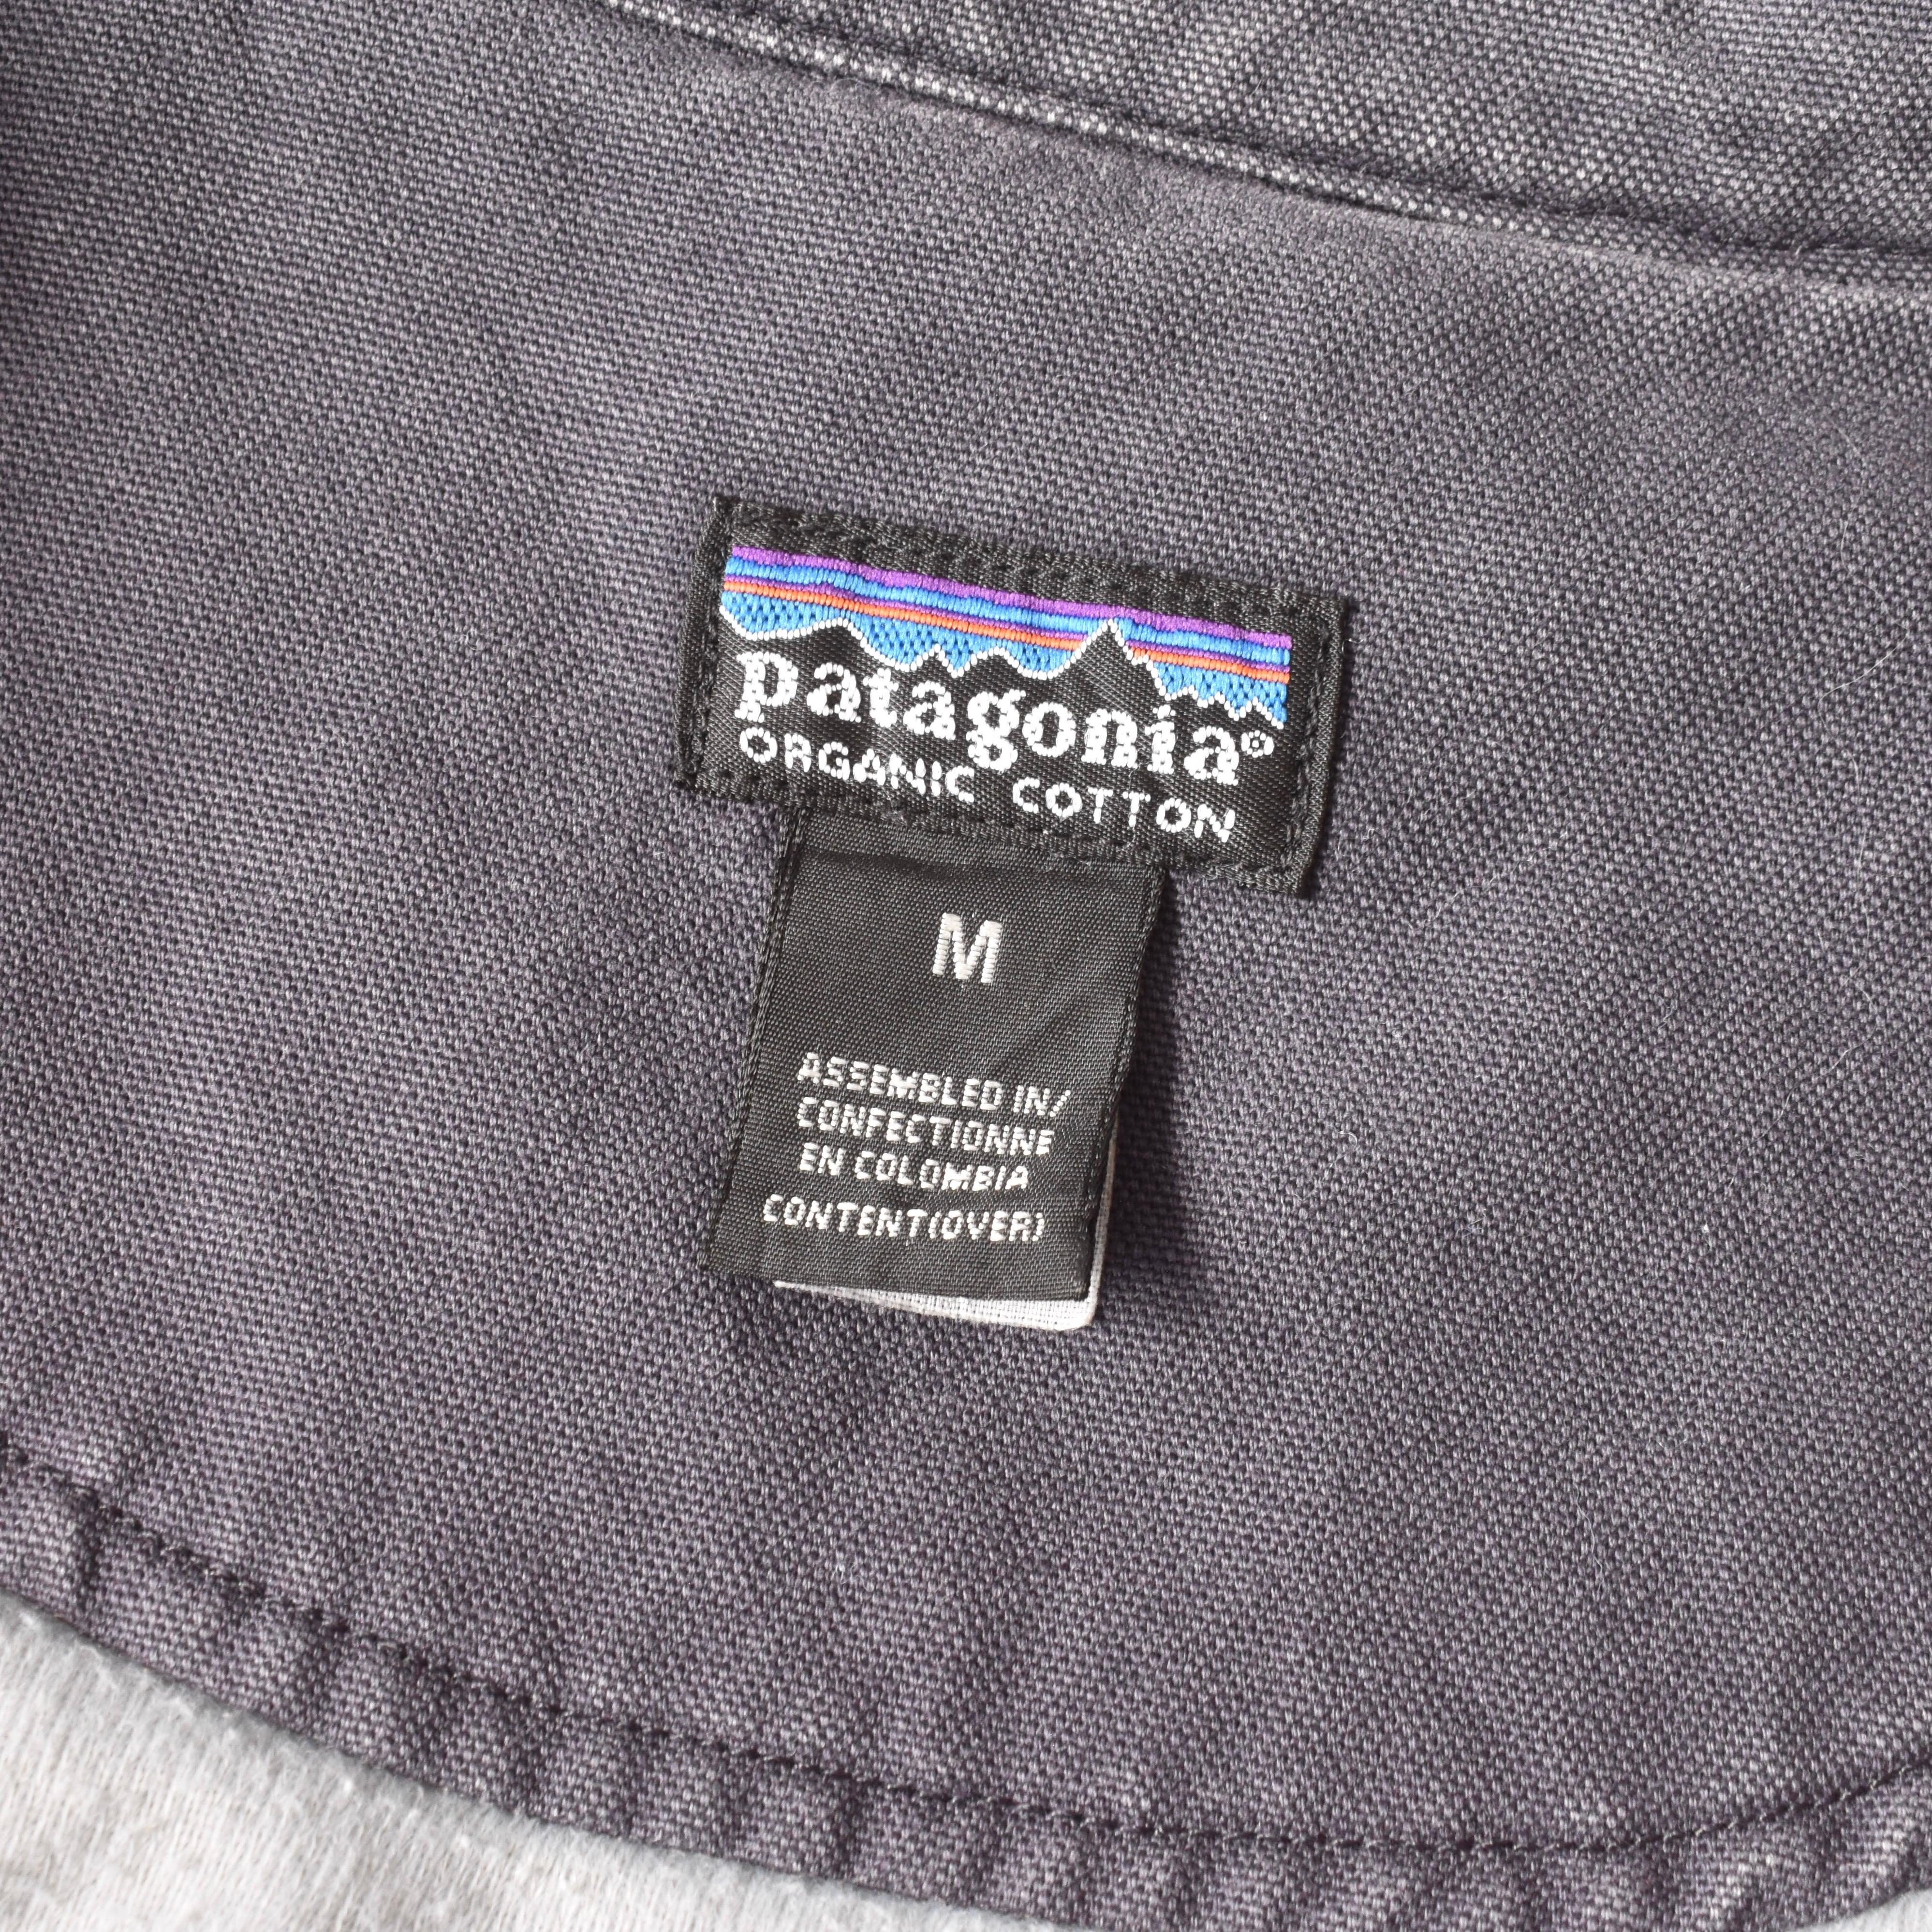 patagonia®
ORGANIC COTTON
M
ASSEMBLED IN/
CONFECTIONNE
EN COLOMBIA
CONTENT(OVER)